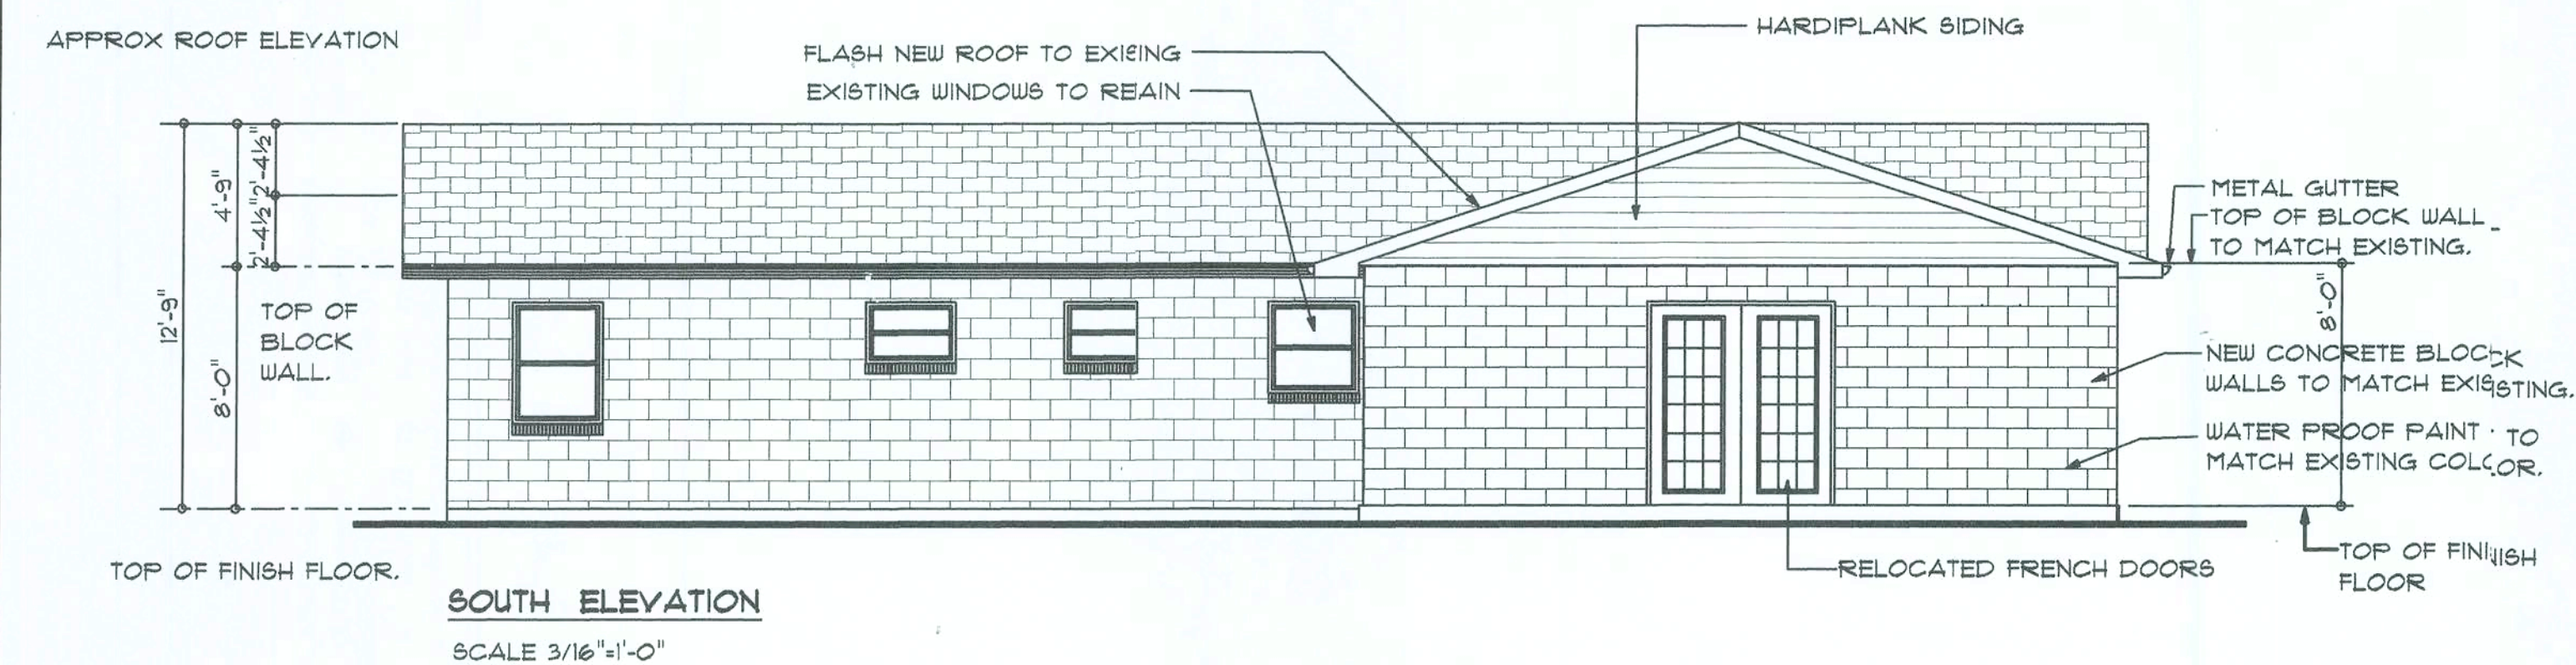 APPROX ROOF ELEVATION
HARDIPLANK SIDING
FLASH NEW ROOF TO EXISING
EXISTING WINDOWS TO REAIN
METAL GUTTER
TOP OF BLOCK WALL
TO MATCH EXISTING.
12'-9"
4'-9"
8'-0"
2'-4½"
2'-4½"
TOP OF
BLOCK
WALL.
8'-0"
NEW CONCRETE BLOCK
WALLS TO MATCH EXISTING.
WATER PROOF PAINT TO
MATCH EXISTING COLOR.
TOP OF FINISH FLOOR.
RELOCATED FRENCH DOORS
TOP OF FINISH
FLOOR
SOUTH ELEVATION
SCALE 3/16"=1'-0"